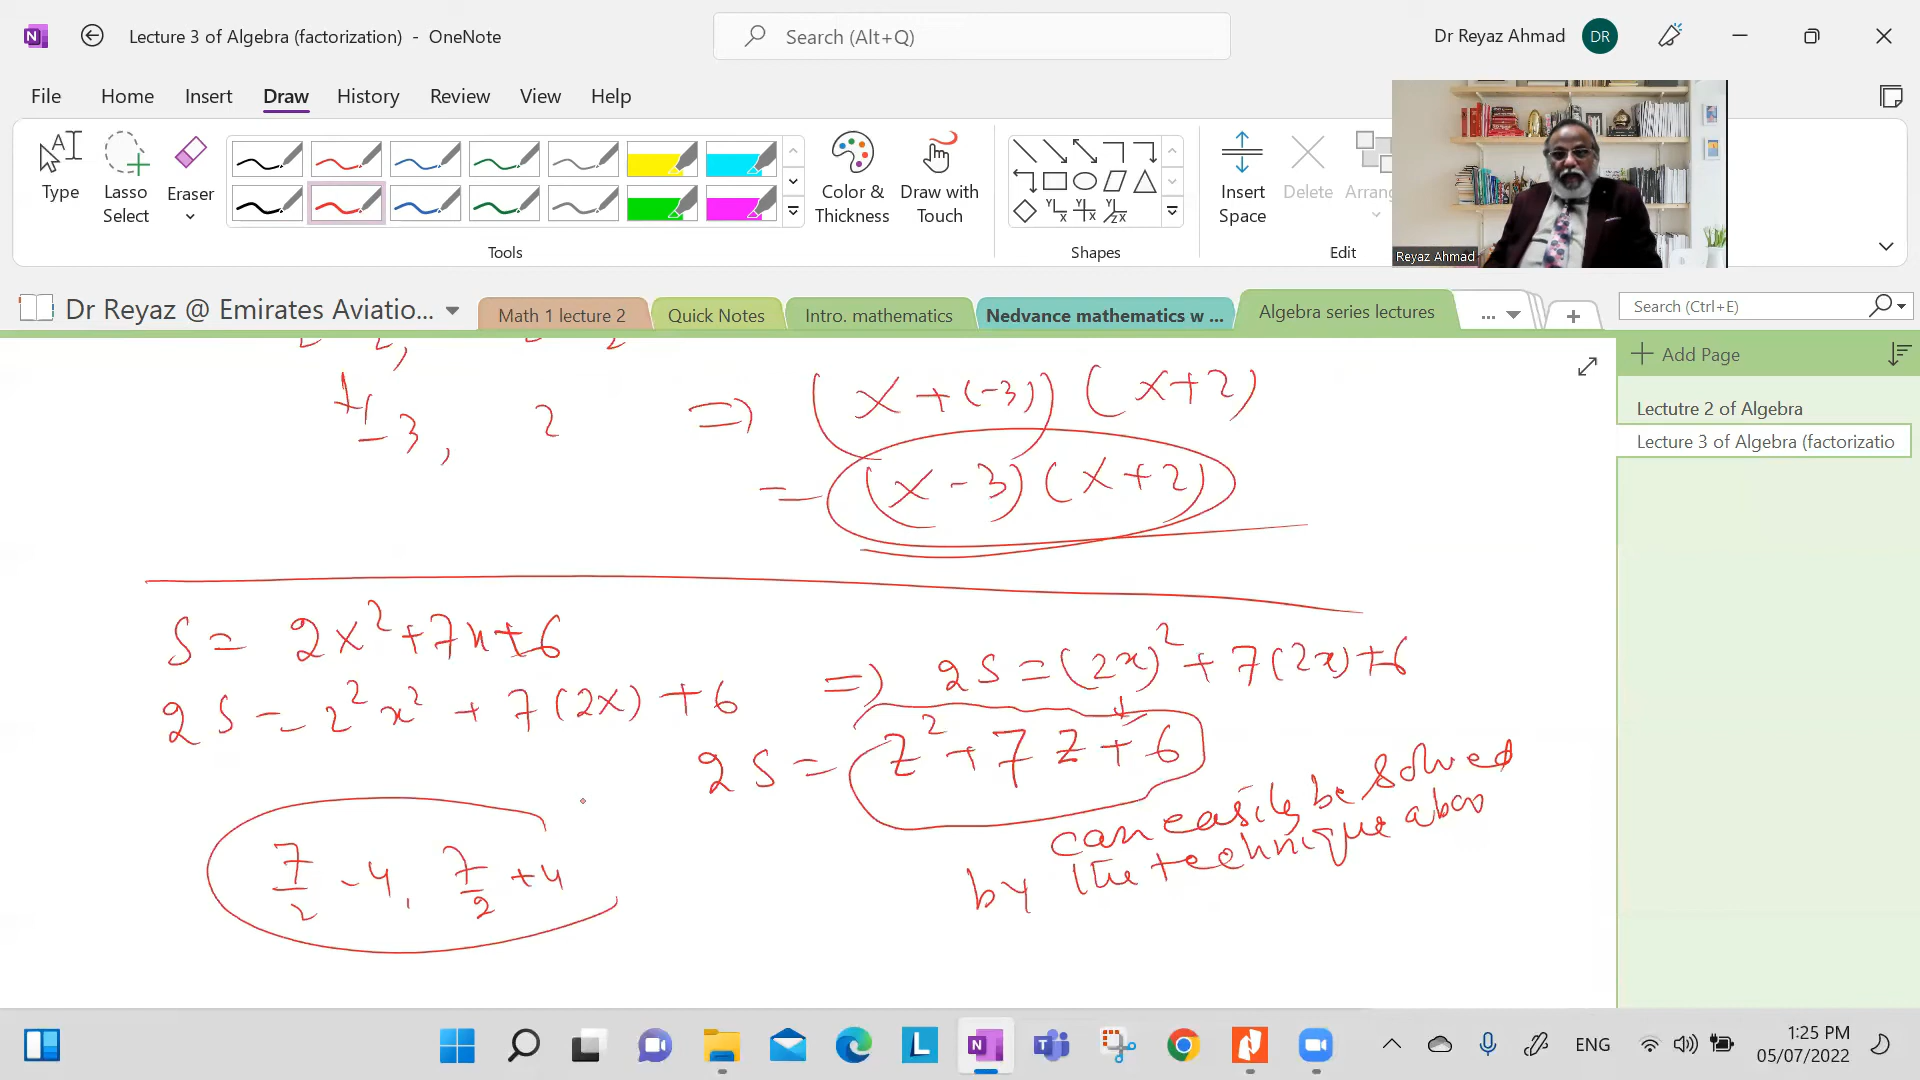 Lecture 3 of Algebra (factorization) - OneNote
Search (Alt+Q)
Dr Reyaz Ahmad
DR
File Home Insert Draw History Review View Help
Type
Lasso Select
Eraser
Color & Thickness
Draw with Touch
Insert Space
Delete
Arrang
Tools
Shapes
Edit
Reyaz Ahmad
Dr Reyaz @ Emirates Aviatio...
Math 1 lecture 2
Quick Notes
Intro. mathematics
Nedvance mathematics w ...
Algebra series lectures
...
Search (Ctrl+E)
Add Page
Lectutre 2 of Algebra
Lecture 3 of Algebra (factorizatio
-3, 2 => (x+(-3)) (x+2)
= (x-3)(x+2)
S = 2x²+7x+6
2S = 2²x² + 7(2x) + 6
=> 2S = (2x)² + 7(2x)+6
2S = z²+7z+6
can easily be solved
by the technique abov
7/2 -4, 7/2 +4
ENG
1:25 PM
05/07/2022